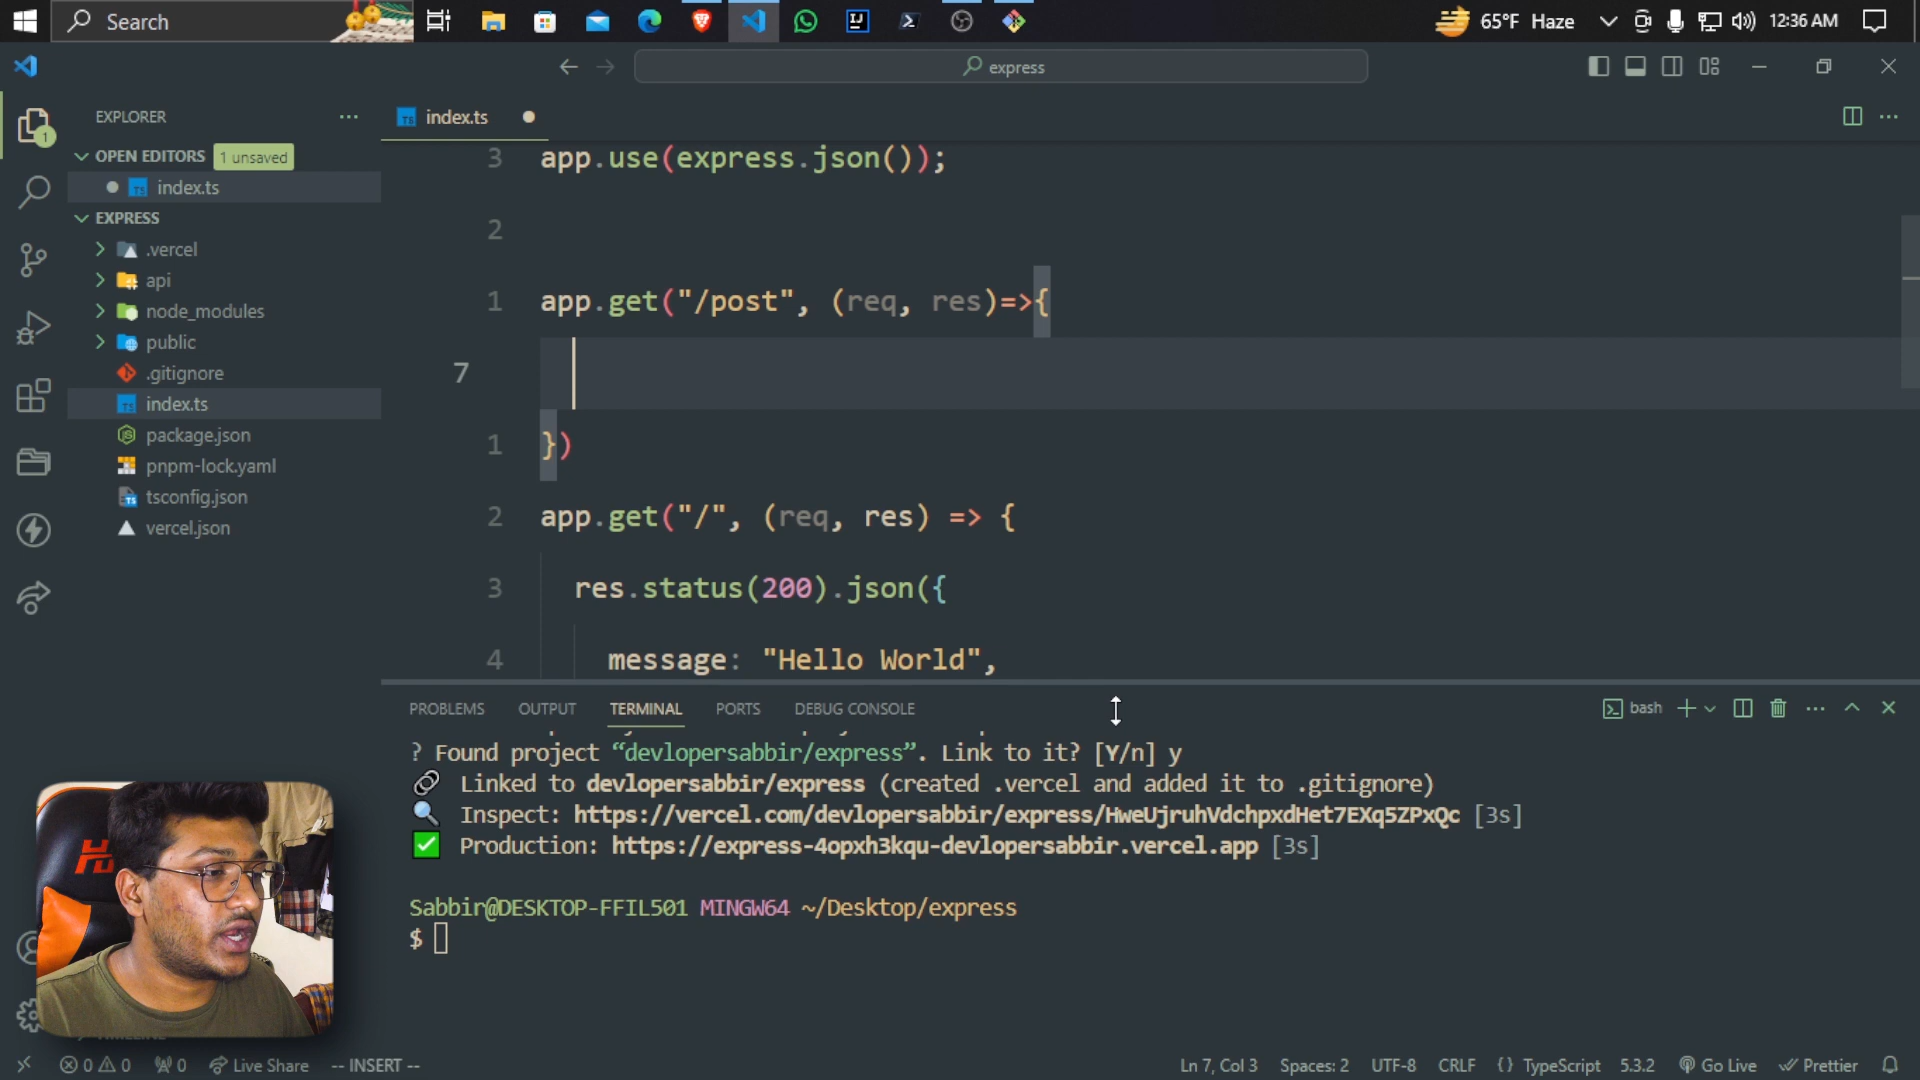 Search
65°F Haze
12:36 AM
express
EXPLORER
index.ts
OPEN EDITORS 1 unsaved
index.ts
EXPRESS
.vercel
api
node_modules
public
.gitignore
index.ts
package.json
pnpm-lock.yaml
tsconfig.json
vercel.json
1
3 app.use(express.json());
2
1 app.get("/post", (req, res)=>{
7
1 })
2 app.get("/", (req, res) => {
3 res.status(200).json({
4 message: "Hello World",
PROBLEMS OUTPUT TERMINAL PORTS DEBUG CONSOLE
bash
? Found project “devlopersabbir/express”. Link to it? [Y/n] y
Linked to devlopersabbir/express (created .vercel and added it to .gitignore)
Inspect: https://vercel.com/devlopersabbir/express/HweUjruhVdchpxdHet7EXq5ZPxQc [3s]
Production: https://express-4opxh3kqu-devlopersabbir.vercel.app [3s]
Sabbir@DESKTOP-FFIL501 MINGW64 ~/Desktop/express
$
0 0 0 Live Share -- INSERT --
Ln 7, Col 3 Spaces: 2 UTF-8 CRLF {} TypeScript 5.3.2 Go Live Prettier